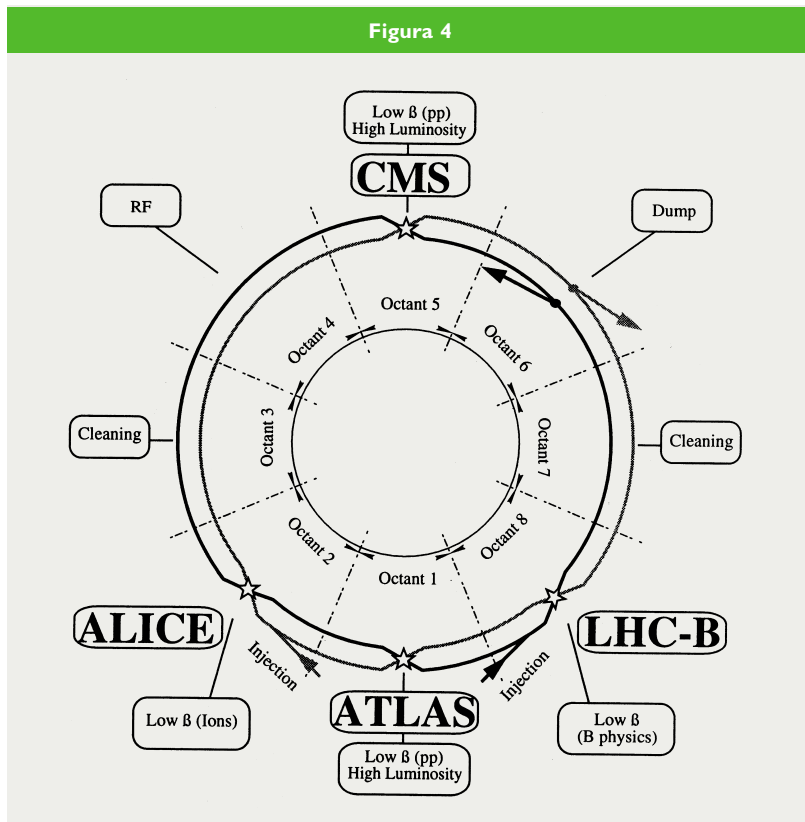 Figura 4
Low ß (pp)
High Luminosity
CMS
RF
Dump
Octant 5
Octant 4
Octant 6
Cleaning
Octant 3
Octant 7
Cleaning
Octant 2
Octant 8
Octant 1
ALICE
LHC-B
Injection
Injection
ATLAS
Low ß (Ions)
Low ß
(B physics)
Low ß (pp)
High Luminosity